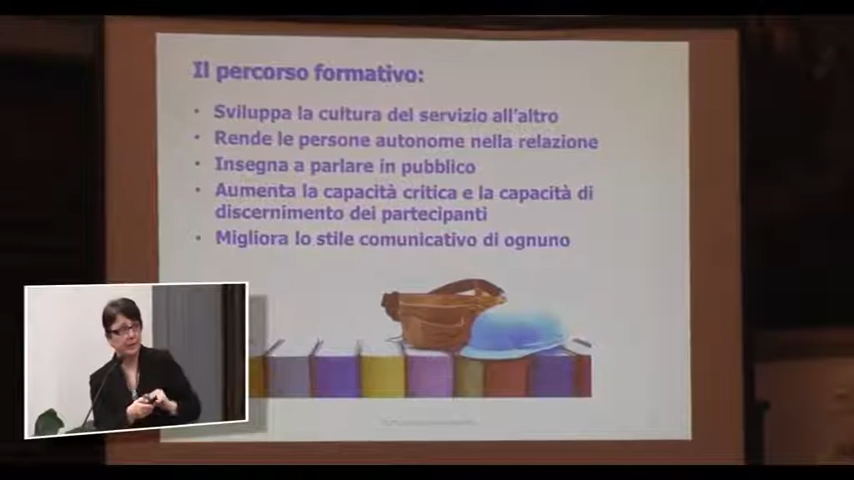 Il percorso formativo:
• Sviluppa la cultura del servizio all'altro
• Rende le persone autonome nella relazione
• Insegna a parlare in pubblico
• Aumenta la capacità critica e la capacità di
discernimento dei partecipanti
• Migliora lo stile comunicativo di ognuno